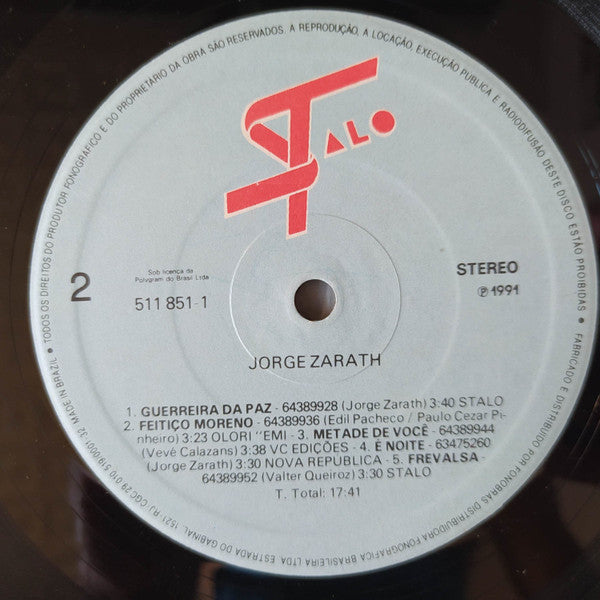 TODOS OS DIREITOS DO PRODUTOR FONOGRÁFICO E DO PROPRIETÁRIO DA OBRA SÃO RESERVADOS. A REPRODUÇÃO, A LOCAÇÃO, EXECUÇÃO PÚBLICA E RADIODIFUSÃO DESTE DISCO ESTÃO PROIBIDAS
STALO
2
Sob licença da
Polygram do Brasil Ltda
511 851-1
STEREO
℗ 1991
JORGE ZARATH
1. GUERREIRA DA PAZ - 64389928 (Jorge Zarath) 3:40 STALO
2. FEITIÇO MORENO - 64389936 (Edil Pacheco / Paulo Cezar Pi-
nheiro) 3:23 OLORI "EMI - 3. METADE DE VOCÊ - 64389944
(Vevé Calazans) 3:38 VC EDIÇÕES - 4. É NOITE - 63475260
(Jorge Zarath) 3:30 NOVA REPÚBLICA - 5. FREVALSA -
- 64389952 (Valter Queiroz) 3:30 STALO
T. Total: 17:41
FABRICADO E DISTRIBUÍDO POR FONOBRÁS DISTRIBUIDORA FONOGRÁFICA BRASILEIRA LTDA. ESTRADA DO GABINAL, 1521 - RJ - CGC 29.010.519/0001-32 MADE IN BRAZIL